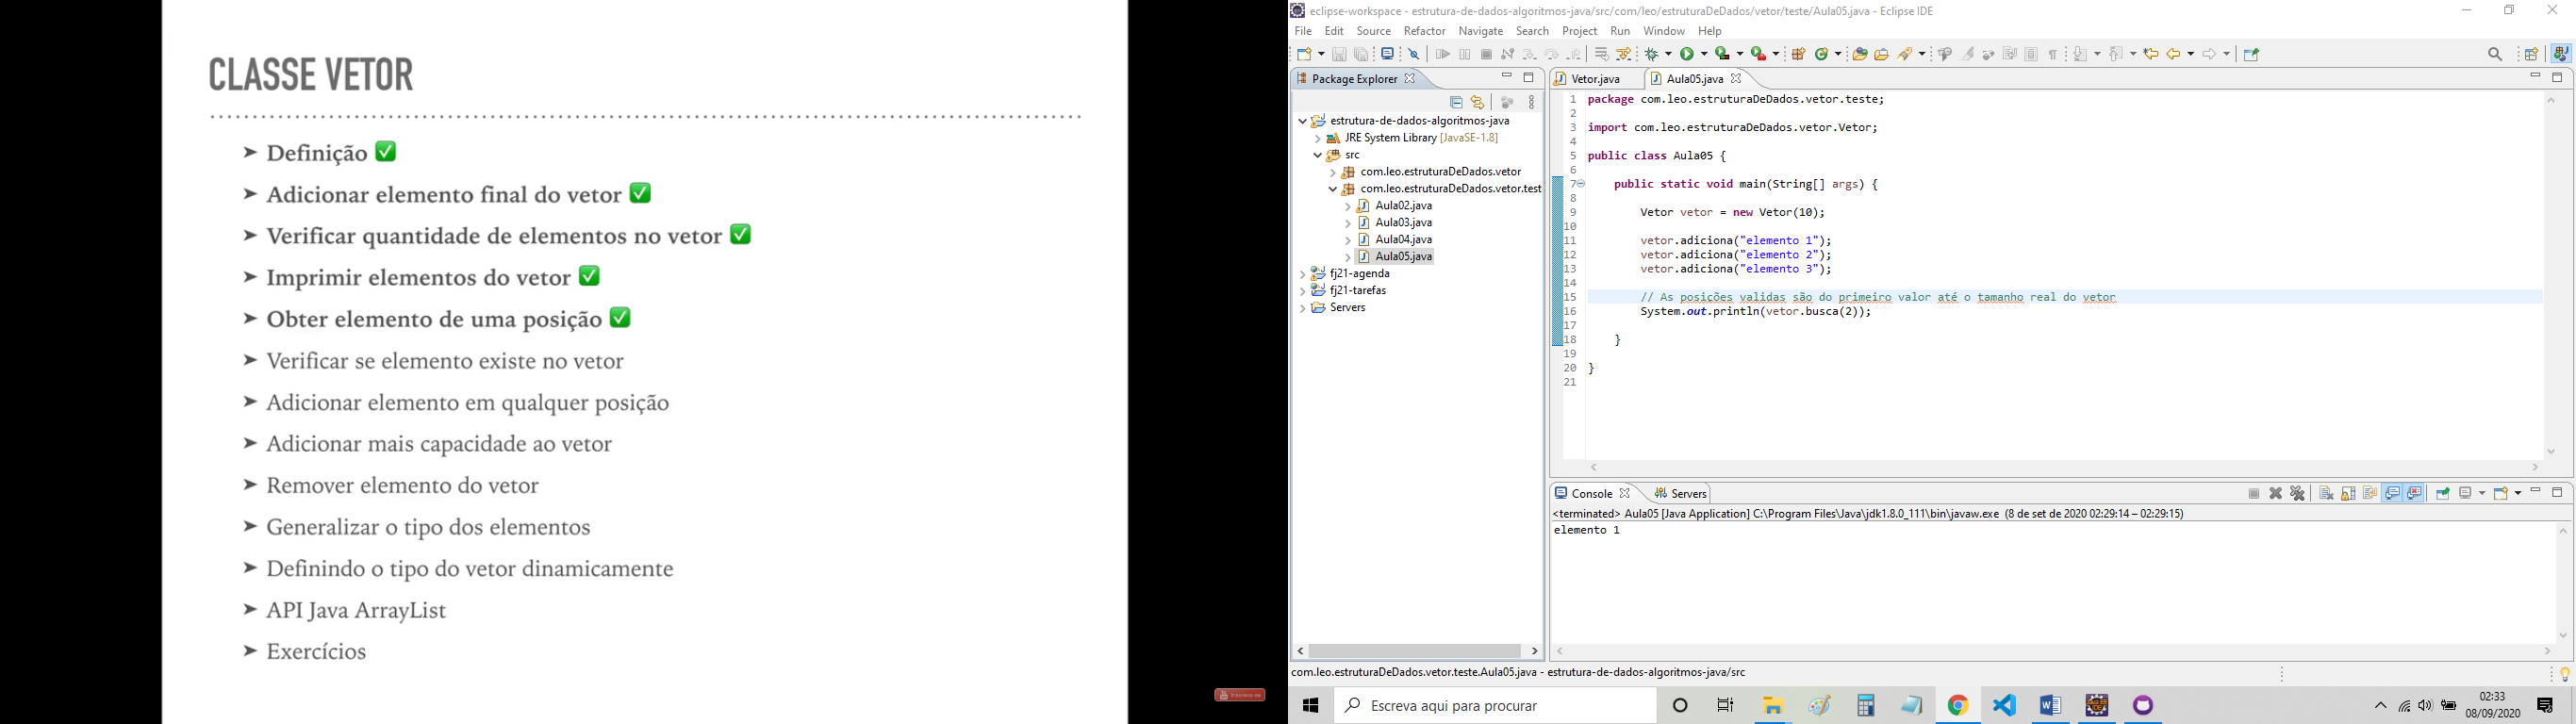 CLASSE VETOR
➤ Definição ✅
➤ Adicionar elemento final do vetor ✅
➤ Verificar quantidade de elementos no vetor ✅
➤ Imprimir elementos do vetor ✅
➤ Obter elemento de uma posição ✅
➤ Verificar se elemento existe no vetor
➤ Adicionar elemento em qualquer posição
➤ Adicionar mais capacidade ao vetor
➤ Remover elemento do vetor
➤ Generalizar o tipo dos elementos
➤ Definindo o tipo do vetor dinamicamente
➤ API Java ArrayList
➤ Exercícios
eclipse-workspace - estrutura-de-dados-algoritmos-java/src/com/leo/estruturaDeDados/vetor/teste/Aula05.java - Eclipse IDE
File Edit Source Refactor Navigate Search Project Run Window Help
Package Explorer
estrutura-de-dados-algoritmos-java
JRE System Library [JavaSE-1.8]
src
com.leo.estruturaDeDados.vetor
com.leo.estruturaDeDados.vetor.test
Aula02.java
Aula03.java
Aula04.java
Aula05.java
fj21-agenda
fj21-tarefas
Servers
Vetor.java Aula05.java
1 package com.leo.estruturaDeDados.vetor.teste;
2
3 import com.leo.estruturaDeDados.vetor.Vetor;
4
5 public class Aula05 {
6
7 public static void main(String[] args) {
8
9 Vetor vetor = new Vetor(10);
10
11 vetor.adiciona("elemento 1");
12 vetor.adiciona("elemento 2");
13 vetor.adiciona("elemento 3");
14
15 // As posições validas são do primeiro valor até o tamanho real do vetor
16 System.out.println(vetor.busca(2));
17
18 }
19
20 }
21
Console Servers
<terminated> Aula05 [Java Application] C:\Program Files\Java\jdk1.8.0_111\bin\javaw.exe (8 de set de 2020 02:29:14 – 02:29:15)
elemento 1
com.leo.estruturaDeDados.vetor.teste.Aula05.java - estrutura-de-dados-algoritmos-java/src
Escreva aqui para procurar
02:33
08/09/2020